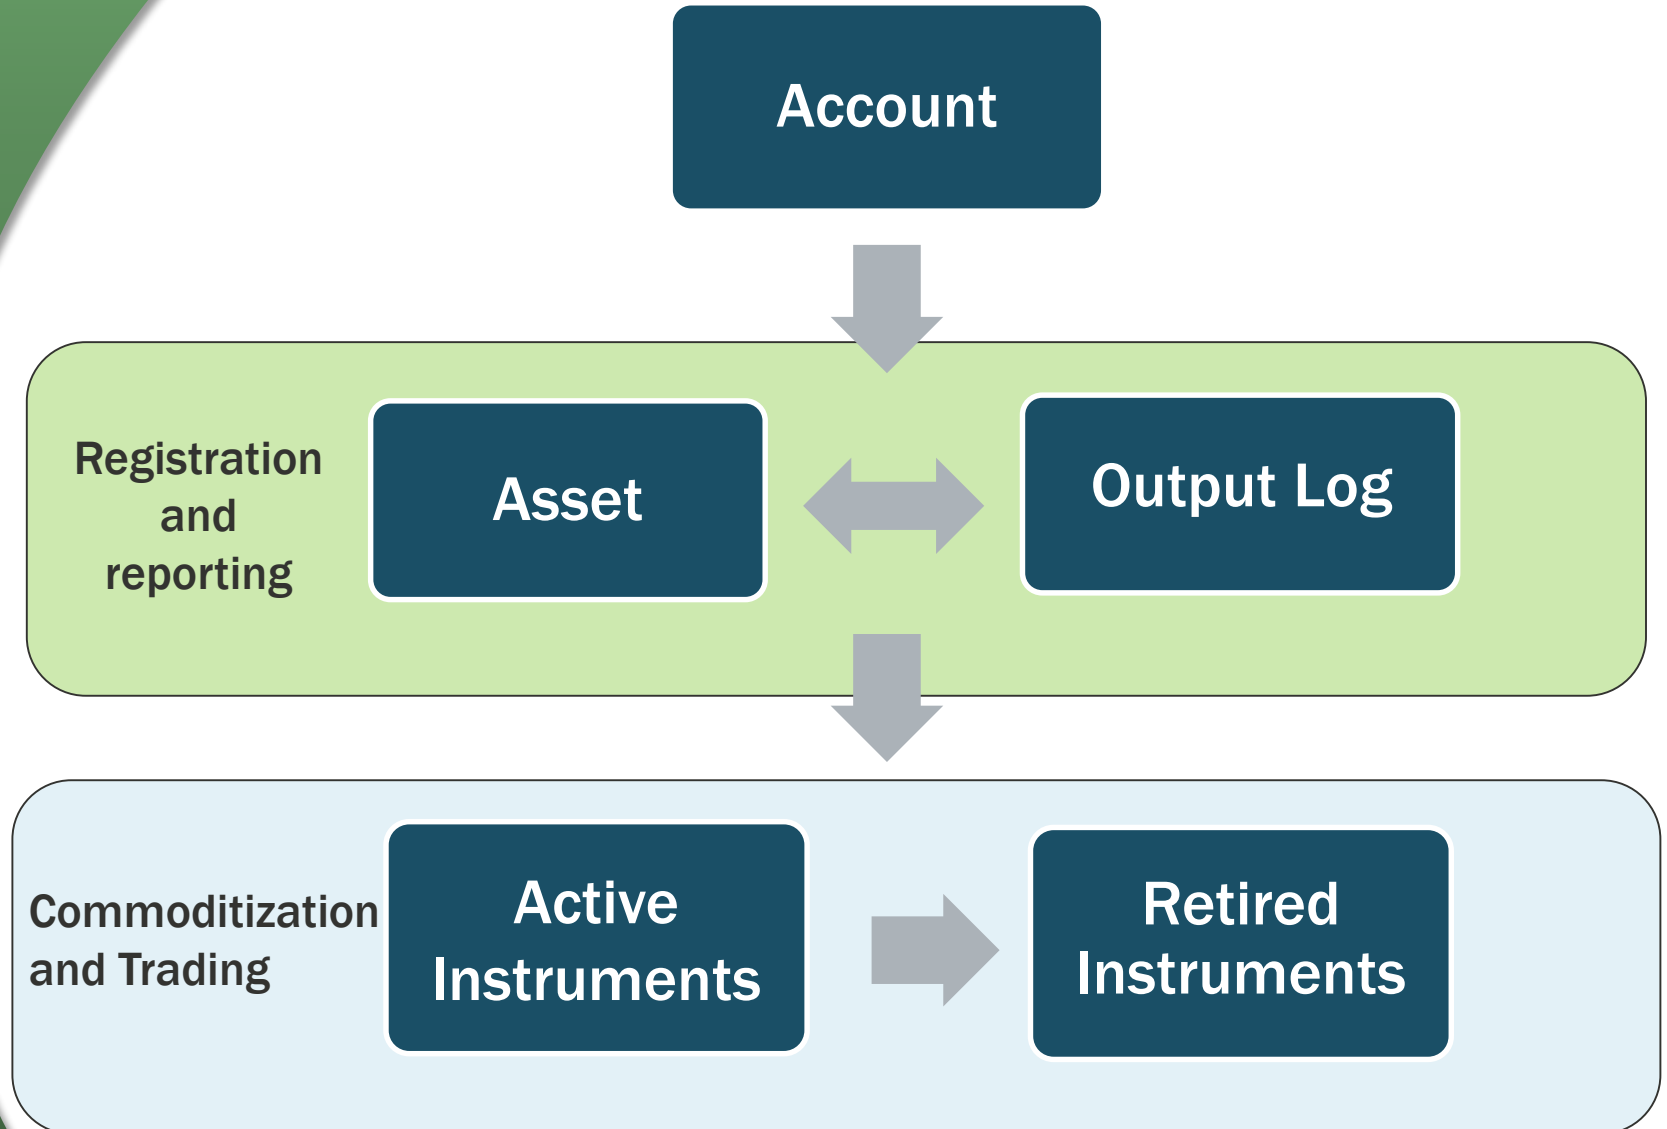 Account
Registration
and
reporting
Asset
Output Log
Commoditization
and Trading
Active
Instruments
Retired
Instruments